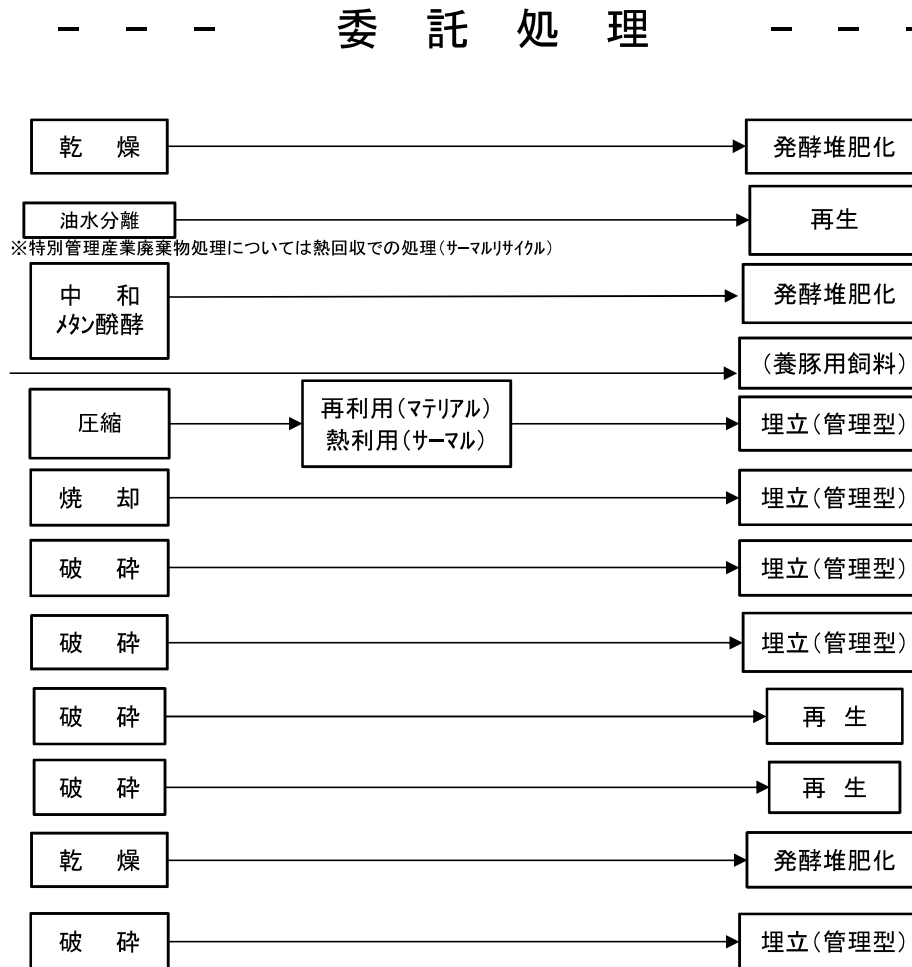 委 託 処 理
乾 燥
発酵堆肥化
油水分離
再生
※特別管理産業廃棄物処理については熱回収での処理(サーマルリサイクル)
中 和
メタン醗酵
発酵堆肥化
(養豚用飼料)
圧縮
再利用(マテリアル)
熱利用(サーマル)
埋立(管理型)
焼 却
埋立(管理型)
破 砕
埋立(管理型)
破 砕
埋立(管理型)
破 砕
再 生
破 砕
再 生
乾 燥
発酵堆肥化
破 砕
埋立(管理型)